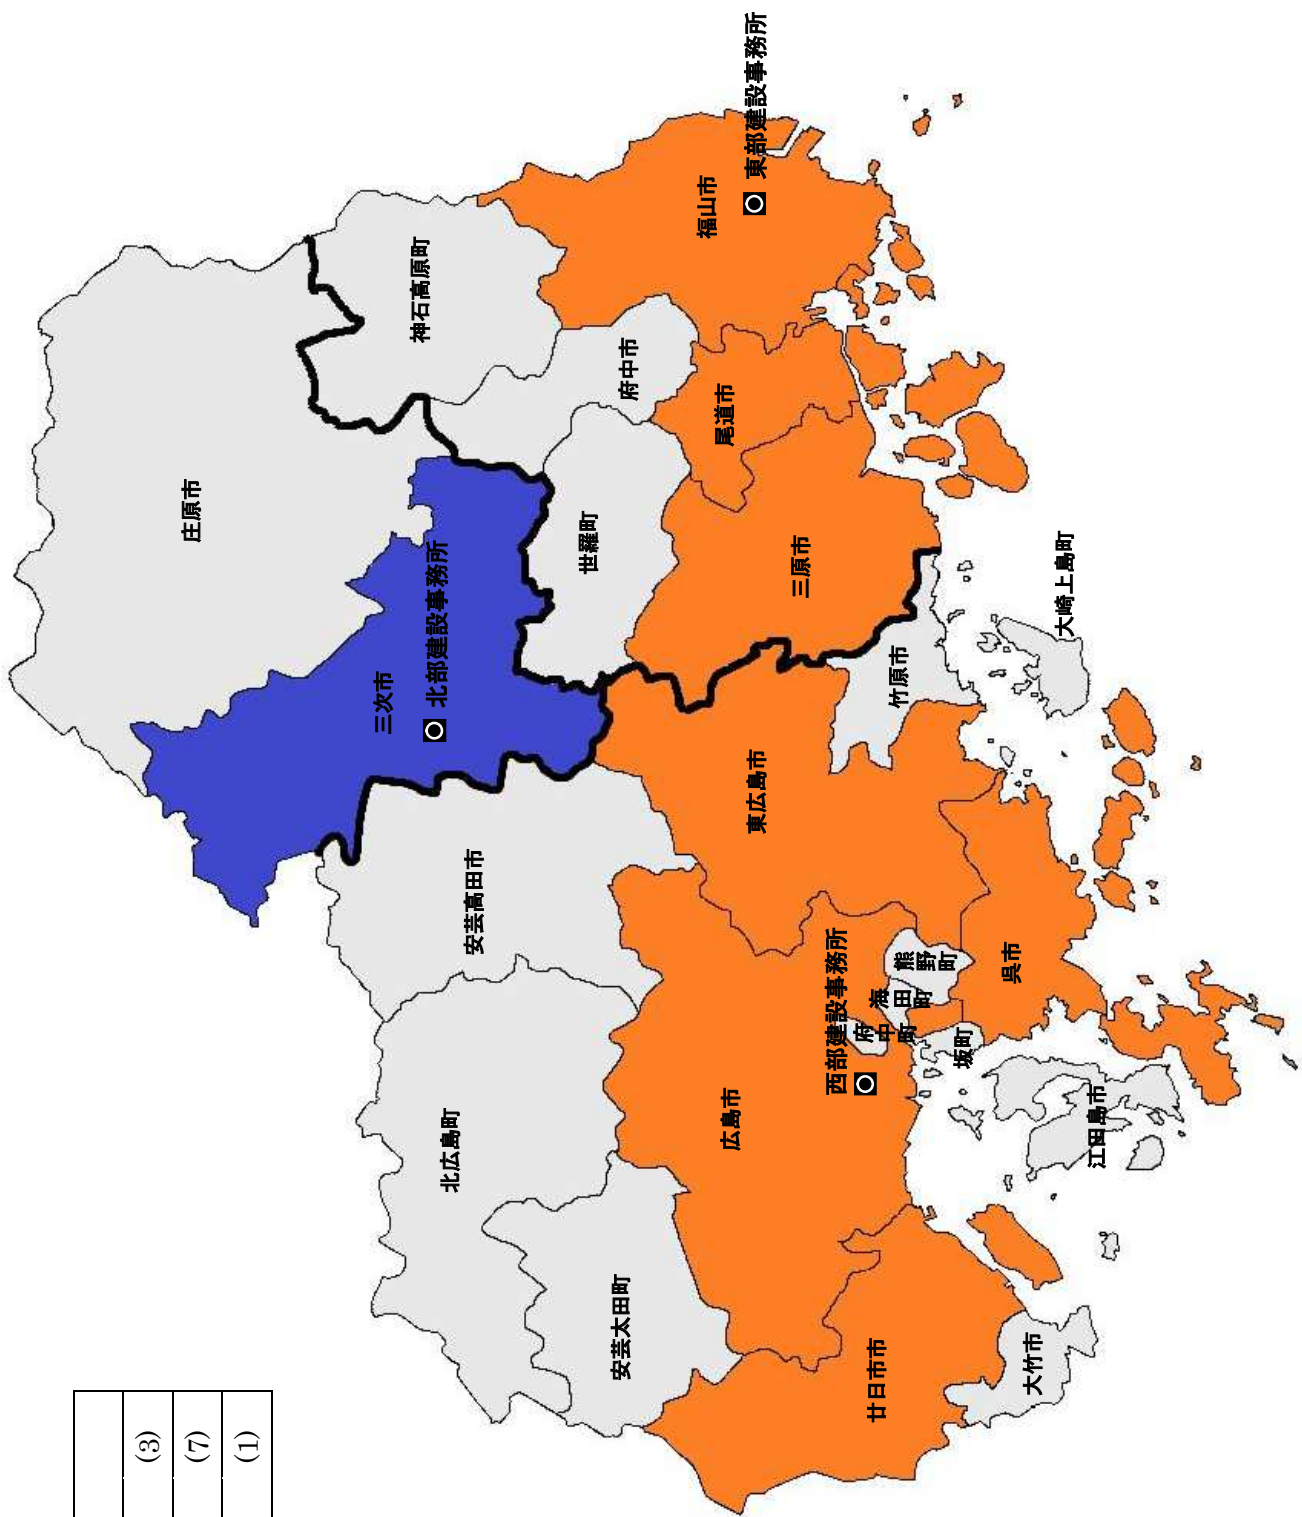 (3)
(7)
(1)
庄原市
三次市
北部建設事務所
神石高原町
府中市
世羅町
福山市
東部建設事務所
尾道市
三原市
安芸高田市
北広島町
安芸太田町
東広島市
竹原市
大崎上島町
広島市
西部建設事務所
府中町
海田町
熊野町
坂町
呉市
江田島市
廿日市市
大竹市